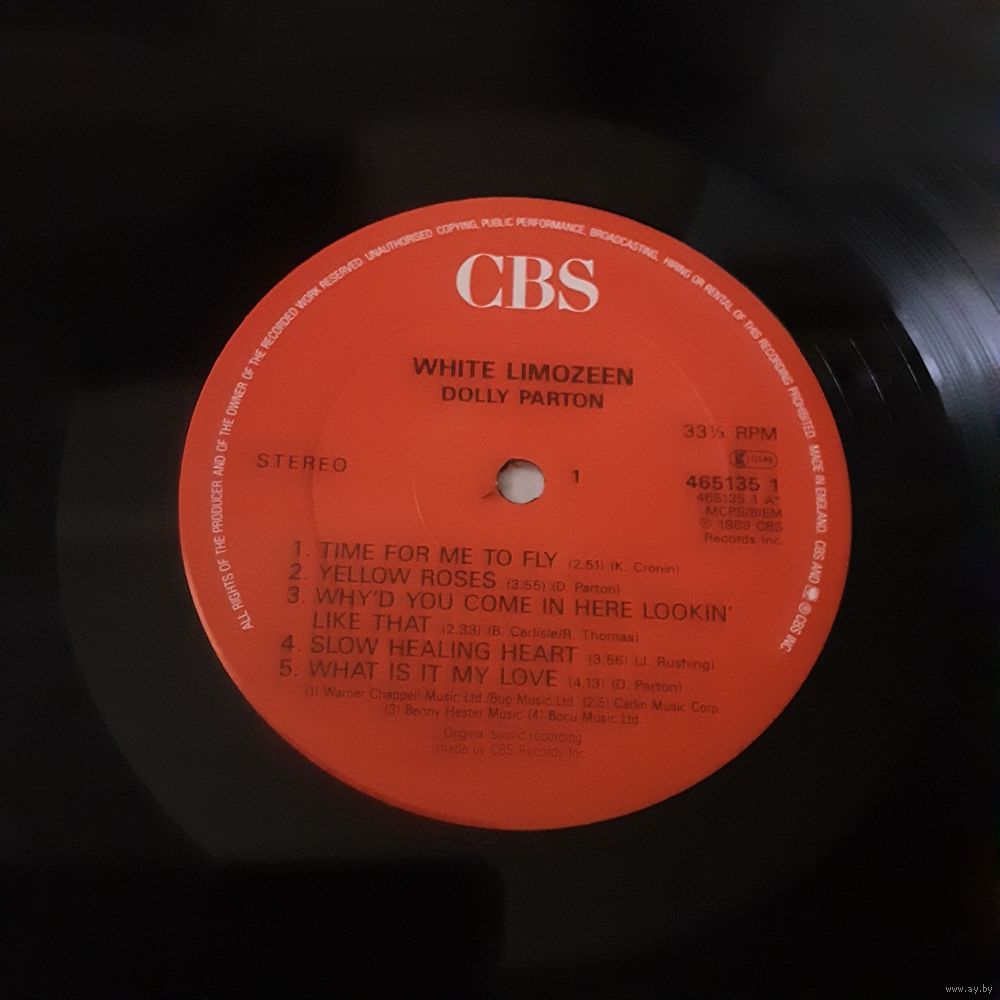 ALL RIGHTS OF THE PRODUCER AND OF THE OWNER OF THE RECORDED WORK RESERVED. UNAUTHORISED COPYING, PUBLIC PERFORMANCE, BROADCASTING, HIRING OR RENTAL OF THIS RECORDING PROHIBITED. MADE IN ENGLAND. CBS AND ® CBS INC.
CBS
WHITE LIMOZEEN
DOLLY PARTON
33⅓ RPM
STEREO
1
465135 1
465135 1 A*
MCPS/BIEM
℗ 1989 CBS
Records Inc.
1. TIME FOR ME TO FLY (2.51) (K. Cronin)
2. YELLOW ROSES (3.55) (D. Parton)
3. WHY'D YOU COME IN HERE LOOKIN'
LIKE THAT (2.33) (B. Carlisle/R. Thomas)
4. SLOW HEALING HEART (3.56) (J. Rushing)
5. WHAT IS IT MY LOVE (4.13) (D. Parton)
(1) Warner Chappell Music Ltd./Bug Music Ltd. (2,5) Carlin Music Corp.
(3) Benny Hester Music (4) Bocu Music Ltd.
Original sound recording
made by CBS Records Inc.
www.ay.by